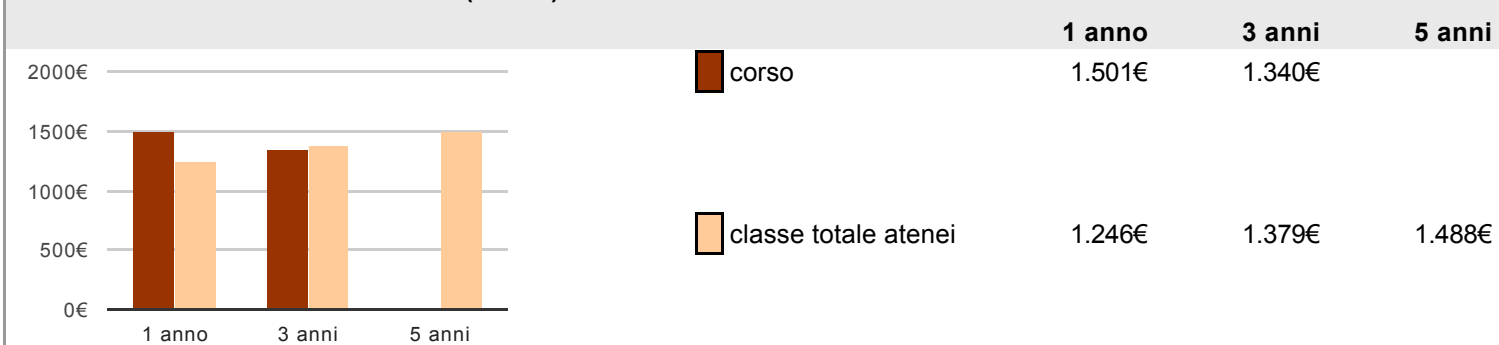 1 anno 3 anni 5 anni
2000€
1500€
1000€
500€
0€
1 anno 3 anni 5 anni
corso 1.501€ 1.340€
classe totale atenei 1.246€ 1.379€ 1.488€